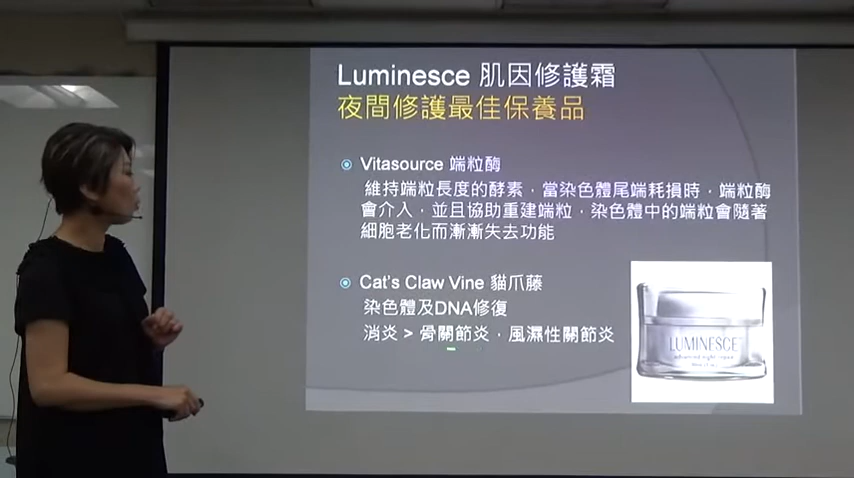 Luminesce 肌因修護霜
夜間修護最佳保養品
Vitasource 端粒酶
維持端粒長度的酵素，當染色體尾端耗損時，端粒酶
會介入，並且協助重建端粒，染色體中的端粒會隨著
細胞老化而漸漸失去功能
Cat's Claw Vine 貓爪藤
染色體及DNA修復
消炎 > 骨關節炎，風濕性關節炎
LUMINESCE
advanced night repair